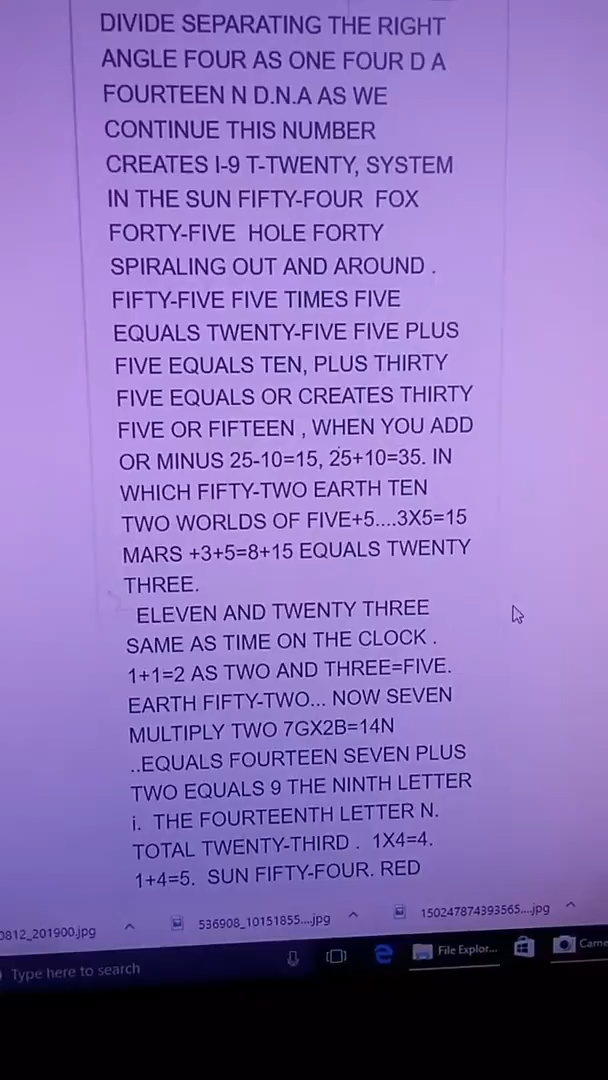 DIVIDE SEPARATING THE RIGHT
ANGLE FOUR AS ONE FOUR D A
FOURTEEN N D.N.A AS WE
CONTINUE THIS NUMBER
CREATES I-9 T-TWENTY, SYSTEM
IN THE SUN FIFTY-FOUR  FOX
FORTY-FIVE  HOLE FORTY
SPIRALING OUT AND AROUND .
FIFTY-FIVE FIVE TIMES FIVE
EQUALS TWENTY-FIVE FIVE PLUS
FIVE EQUALS TEN, PLUS THIRTY
FIVE EQUALS OR CREATES THIRTY
FIVE OR FIFTEEN , WHEN YOU ADD
OR MINUS 25-10=15, 25+10=35. IN
WHICH FIFTY-TWO EARTH TEN
TWO WORLDS OF FIVE+5....3X5=15
MARS +3+5=8+15 EQUALS TWENTY
THREE.
ELEVEN AND TWENTY THREE
SAME AS TIME ON THE CLOCK .
1+1=2 AS TWO AND THREE=FIVE.
EARTH FIFTY-TWO... NOW SEVEN
MULTIPLY TWO 7GX2B=14N
..EQUALS FOURTEEN SEVEN PLUS
TWO EQUALS 9 THE NINTH LETTER
i.  THE FOURTEENTH LETTER N.
TOTAL TWENTY-THIRD .  1X4=4.
1+4=5.  SUN FIFTY-FOUR. RED
0812_201900.jpg
536908_10151855....jpg
150247874393565....jpg
Type here to search
File Explor...
Came